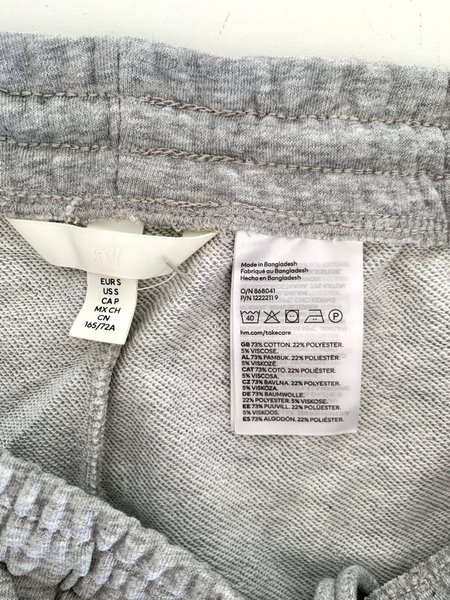 H&M
EUR S
US S
CA P
MX CH
CN
165/72A
Made in Bangladesh
Fabriqué au Bangladesh
Hecho en Bangladesh
O/N 868041
P/N 12222119
40
P
hm.com/takecare
GB 73% COTTON. 22% POLYESTER.
5% VISCOSE.
AL 73% PAMBUK. 22% POLIESTËR.
5% VISKOZË.
CAT 73% COTÓ. 22% POLIÈSTER.
5% VISCOSA.
CZ 73% BAVLNA. 22% POLYESTER.
5% VISKÓZA.
DE 73% BAUMWOLLE.
22% POLYESTER. 5% VISKOSE.
EE 73% PUUVILL. 22% POLÜESTER.
5% VISKOOS.
ES 73% ALGODÓN. 22% POLIÉSTER.